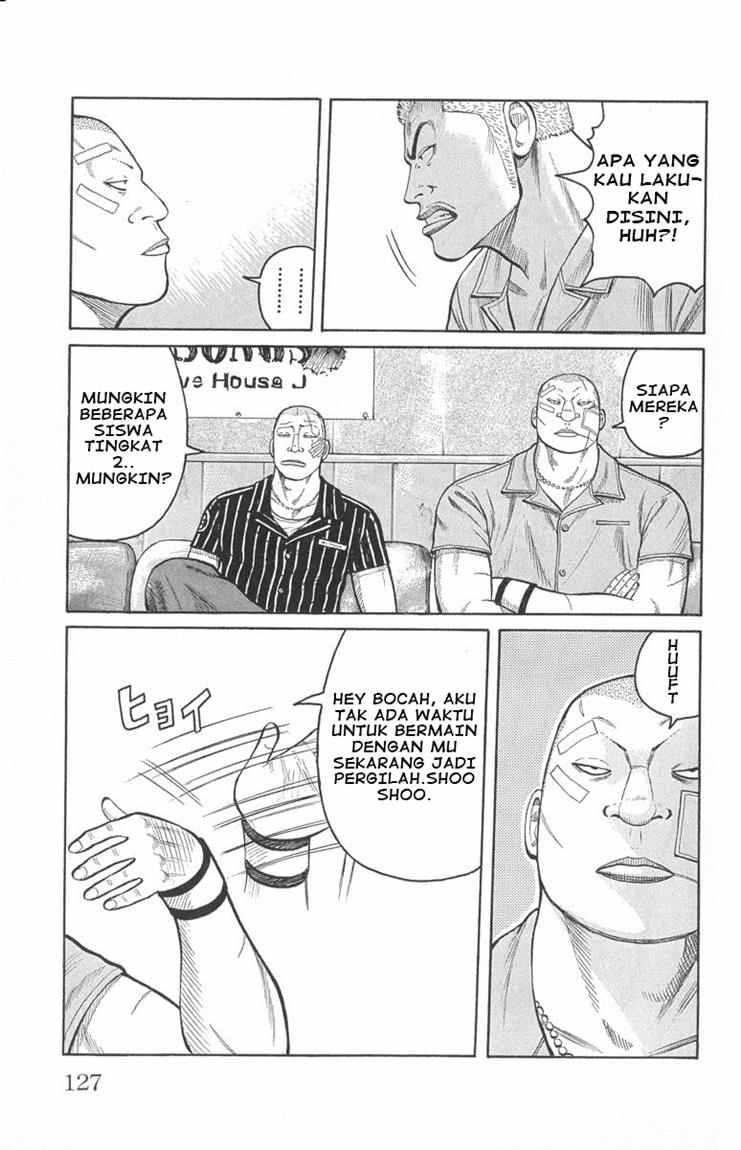 APA YANG
KAU LAKU-
KAN
DISINI,
HUH?!
..........
SIAPA
MEREKA
?
MUNGKIN
BEBERAPA
SISWA
TINGKAT
2..
MUNGKIN?
House J
H
U
U
F
T
HEY BOCAH, AKU
TAK ADA WAKTU
UNTUK BERMAIN
DENGAN MU
SEKARANG JADI
PERGILAH.SHOO
SHOO.
ヒョイ
127